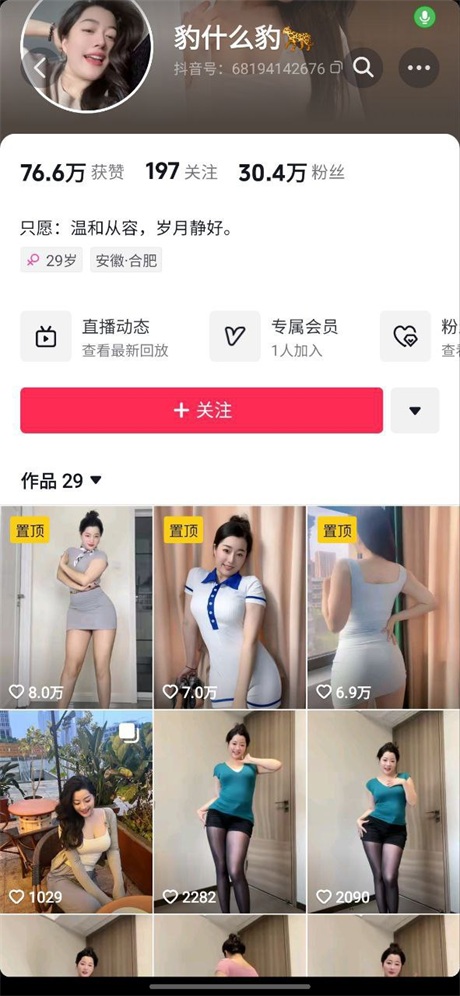 豹什么豹🐆
抖音号：68194142676
76.6万 获赞 197 关注 30.4万 粉丝
只愿：温和从容，岁月静好。
29岁 安徽·合肥
直播动态 专属会员 粉
查看最新回放 1人加入 查看
+ 关注
作品 29
置顶 置顶 置顶
8.0万 7.0万 6.9万
1029 2282 2090